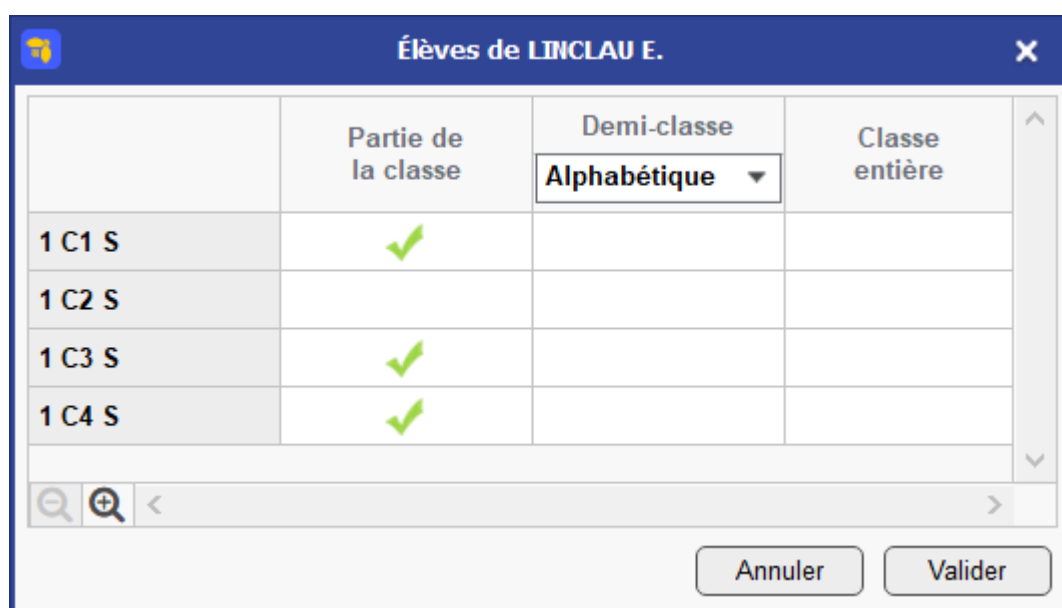 Élèves de LINCLAU E.
Partie de
la classe
Demi-classe
Alphabétique
Classe
entière
1 C1 S
1 C2 S
1 C3 S
1 C4 S
Annuler
Valider